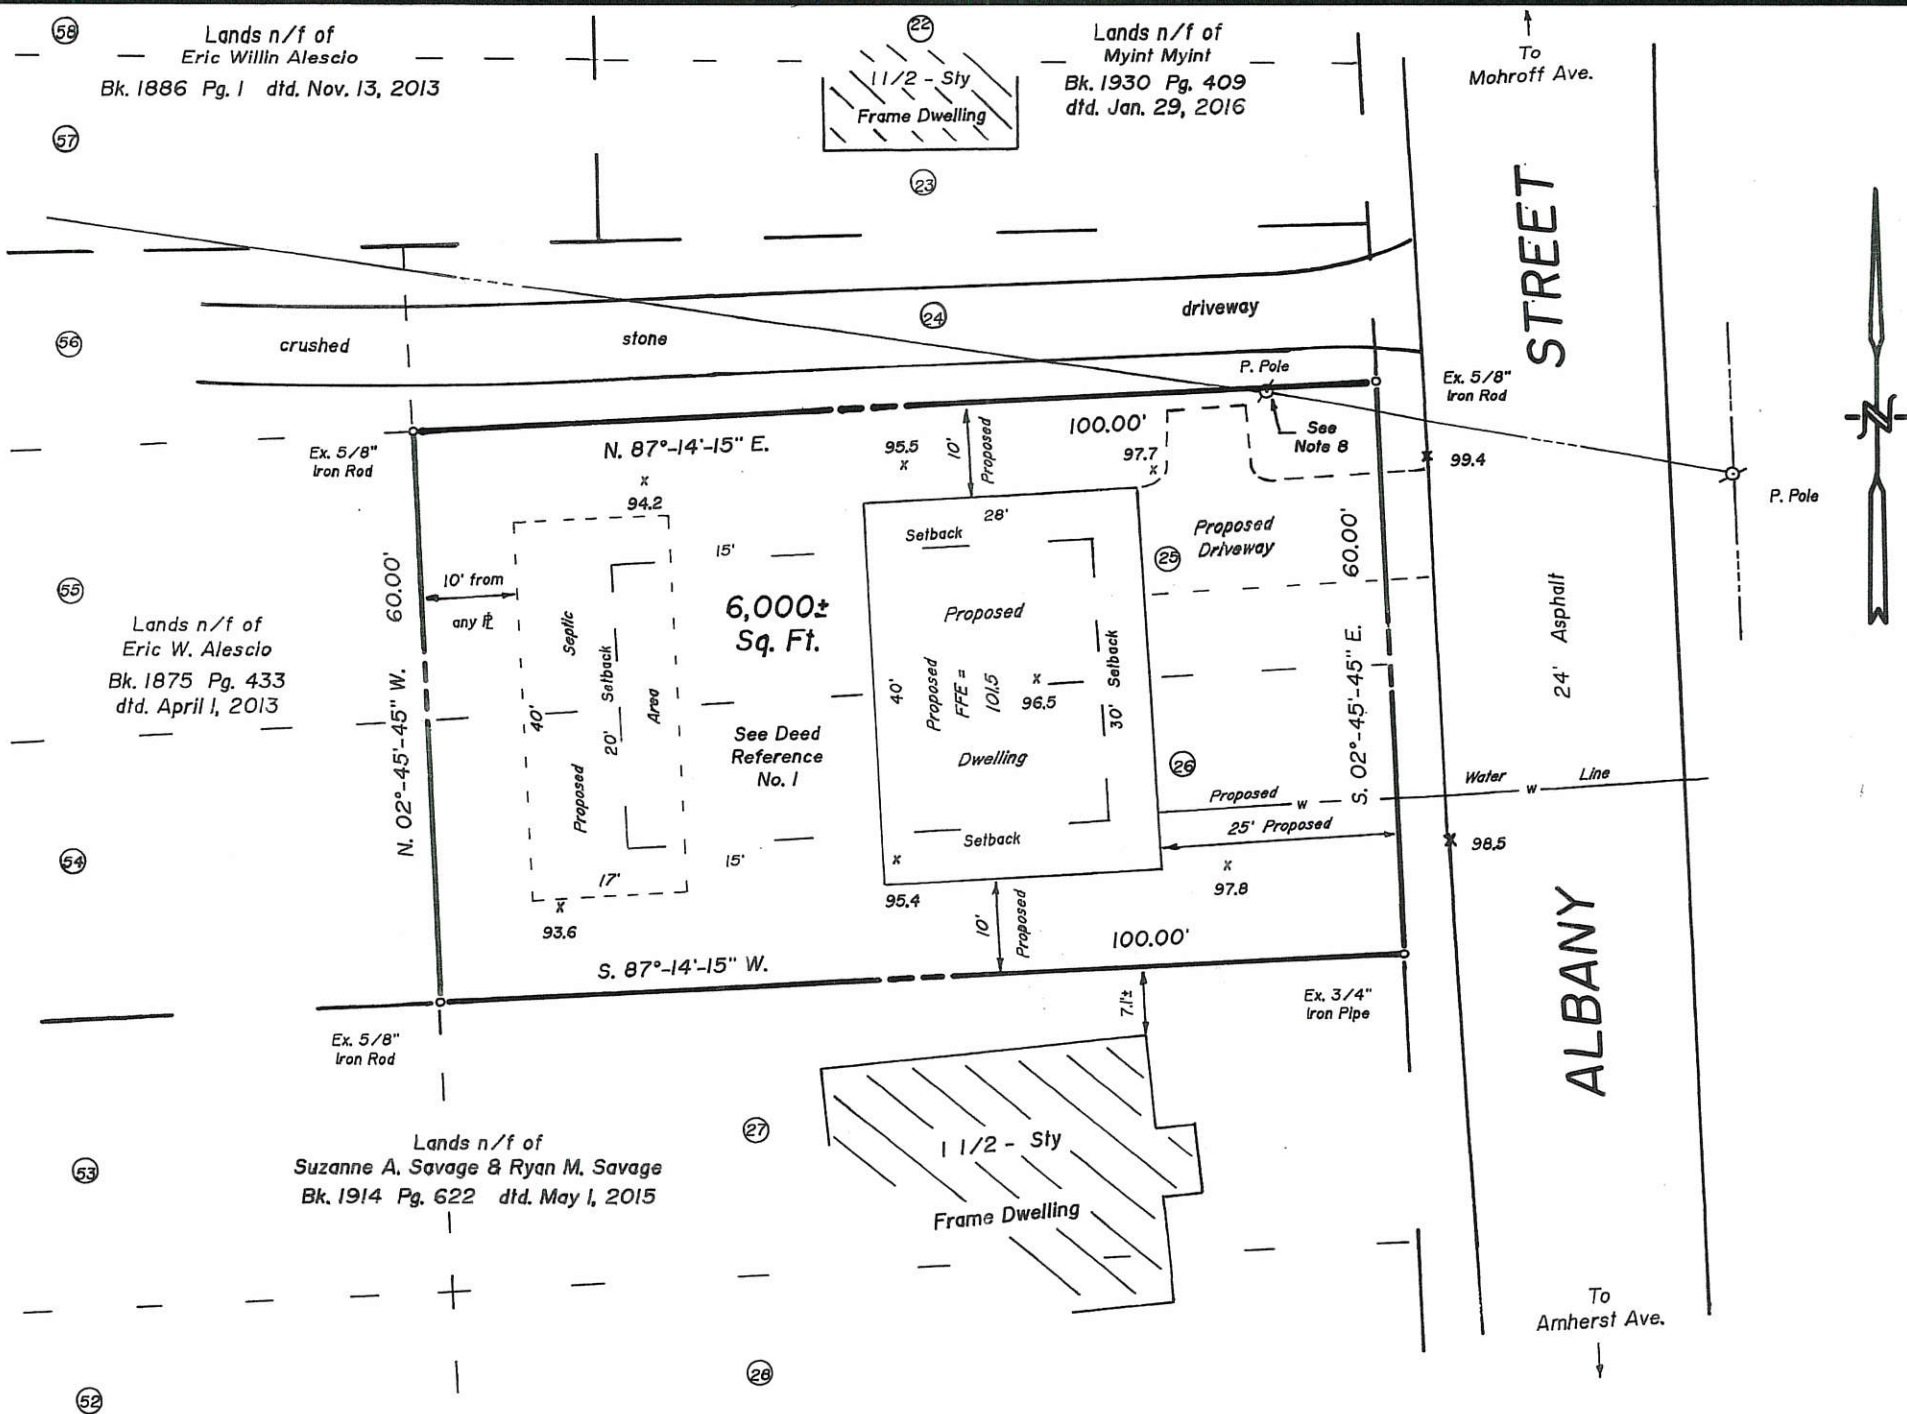 58
Lands n/f of
Eric Willin Alescio
Bk. 1886 Pg. 1 dtd. Nov. 13, 2013
57
22
1 1/2 - Sty
Frame Dwelling
23
Lands n/f of
Myint Myint
Bk. 1930 Pg. 409
dtd. Jan. 29, 2016
To
Mohroff Ave.
STREET
N
56
crushed
stone
24
driveway
P. Pole
Ex. 5/8"
Iron Rod
See
Note 8
Ex. 5/8"
Iron Rod
N. 87°-14'-15" E.
95.5
x
10'
Proposed
100.00'
97.7
x
x 99.4
P. Pole
x
94.2
28'
Setback
Proposed
Driveway
25
60.00'
60.00'
55
10' from
any PL
15'
Septic
6,000±
Sq. Ft.
Proposed
24' Asphalt
Lands n/f of
Eric W. Alescio
Bk. 1875 Pg. 433
dtd. April 1, 2013
N. 02°-45'-45" W.
40'
20' Setback
Area
Proposed
See Deed
Reference
No. 1
40'
Proposed
FFE =
101.5
x
96.5
30' Setback
S. 02°-45'-45" E.
Dwelling
26
Proposed W
Water W Line
25' Proposed
54
15'
Setback
x 98.5
17'
x
93.6
x
95.4
x
97.8
10'
Proposed
S. 87°-14'-15" W.
100.00'
ALBANY
Ex. 5/8"
Iron Rod
7.1'±
Ex. 3/4"
Iron Pipe
53
Lands n/f of
Suzanne A. Savage & Ryan M. Savage
Bk. 1914 Pg. 622 dtd. May 1, 2015
27
1 1/2 - Sty
Frame Dwelling
To
Amherst Ave.
52
28